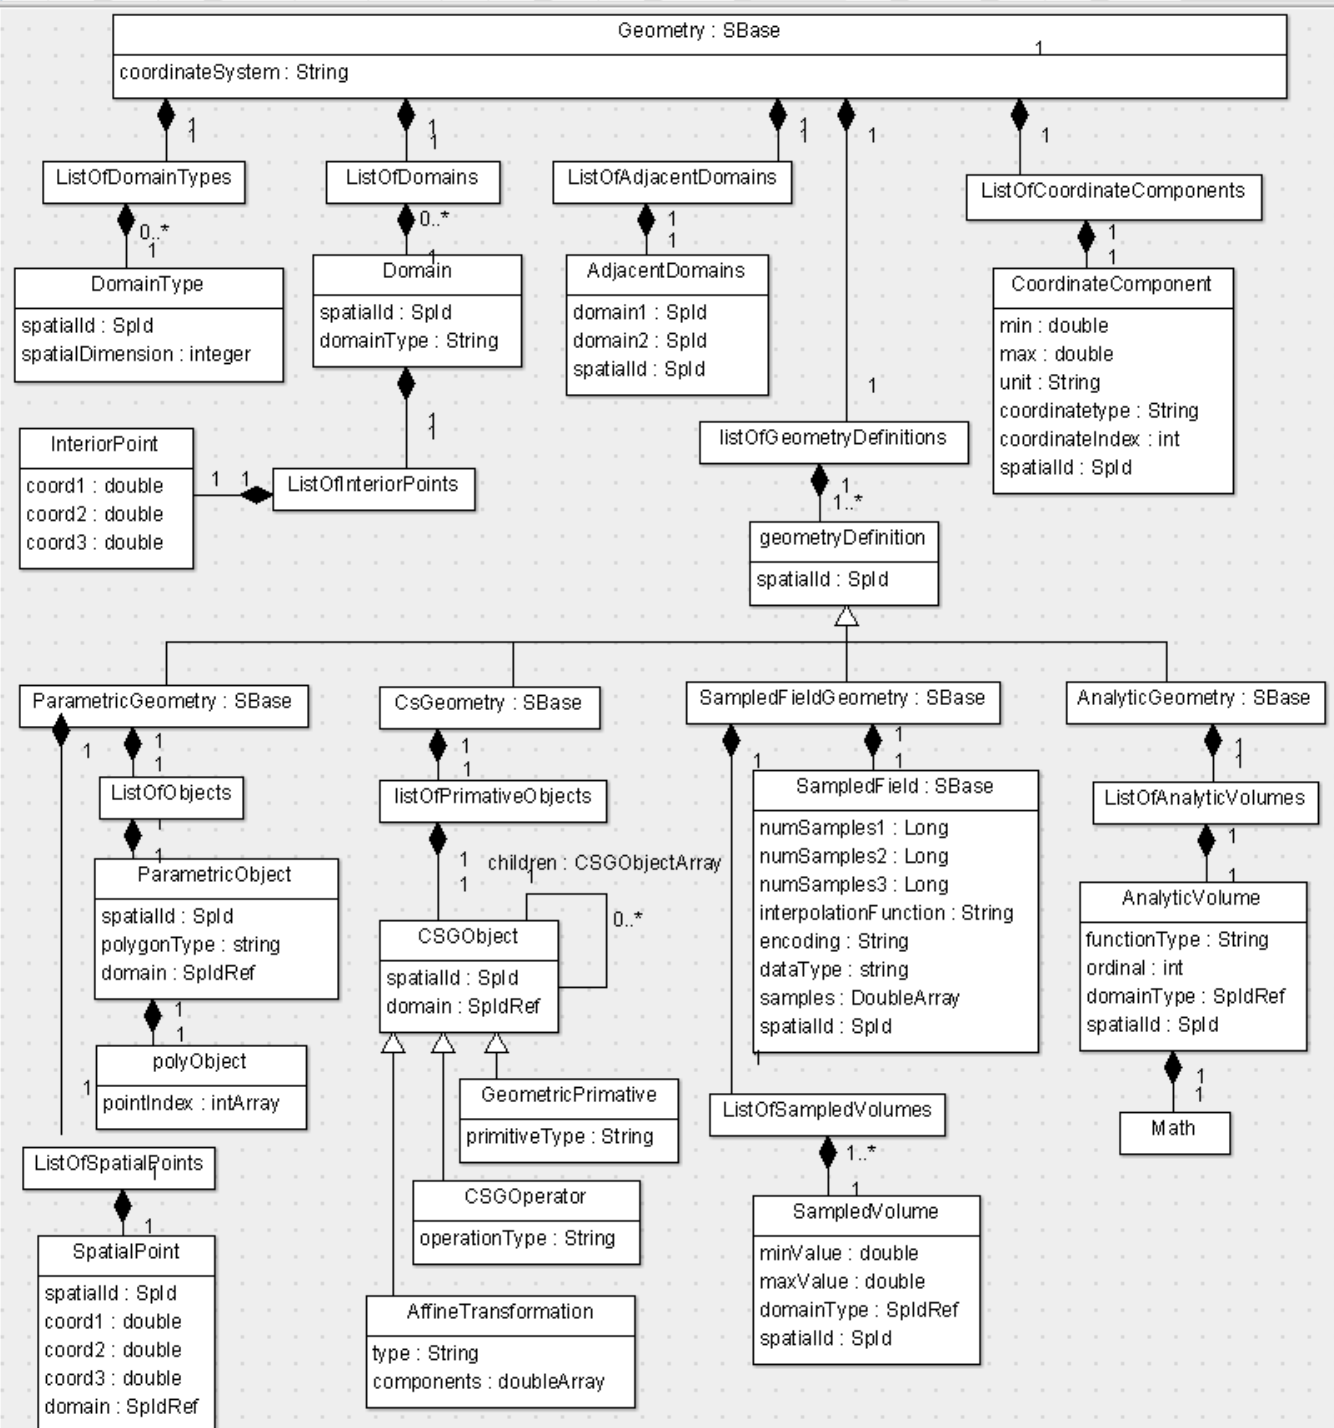 Geometry : SBase
1
coordinateSystem : String
1
1
1
1
1
1
1
1
ListOfDomainTypes
ListOfDomains
ListOfAdjacentDomains
ListOfCoordinateComponents
0..*
1
0..*
1
1
1
1
1
DomainType
spatialId : SpId
spatialDimension : integer
Domain
spatialId : SpId
domainType : String
AdjacentDomains
domain1 : SpId
domain2 : SpId
spatialId : SpId
CoordinateComponent
min : double
max : double
unit : String
coordinatetype : String
coordinateIndex : int
spatialId : SpId
1
1
1
InteriorPoint
coord1 : double
coord2 : double
coord3 : double
1
1
ListOfInteriorPoints
listOfGeometryDefinitions
1
1..*
geometryDefinition
spatialId : SpId
ParametricGeometry : SBase
CsGeometry : SBase
SampledFieldGeometry : SBase
AnalyticGeometry : SBase
1
1
1
1
1
1
1
1
1
1
ListOfObjects
1
1
ParametricObject
spatialId : SpId
polygonType : string
domain : SpIdRef
1
1
polyObject
pointIndex : intArray
1
ListOfSpatialPoints
1
1
SpatialPoint
spatialId : SpId
coord1 : double
coord2 : double
coord3 : double
domain : SpIdRef
listOfPrimativeObjects
1
1
children : CSGObjectArray
1
0..*
CSGObject
spatialId : SpId
domain : SpIdRef
GeometricPrimative
primitiveType : String
CSGOperator
operationType : String
AffineTransformation
type : String
components : doubleArray
SampledField : SBase
numSamples1 : Long
numSamples2 : Long
numSamples3 : Long
interpolationFunction : String
encoding : String
dataType : string
samples : DoubleArray
spatialId : SpId
1
ListOfSampledVolumes
1..*
1
SampledVolume
minValue : double
maxValue : double
domainType : SpIdRef
spatialId : SpId
ListOfAnalyticVolumes
1
1
AnalyticVolume
functionType : String
ordinal : int
domainType : SpIdRef
spatialId : SpId
1
1
Math